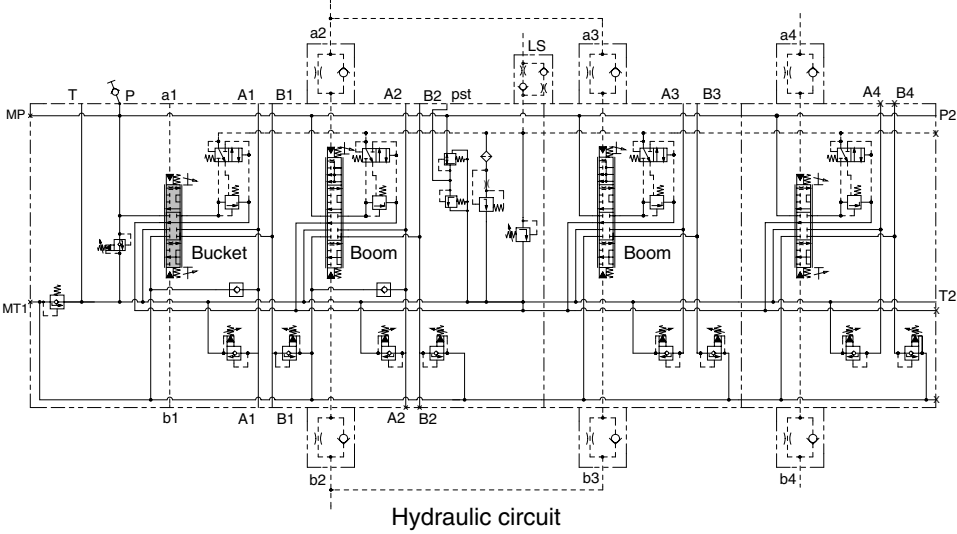 a2 a3 a4
LS
T P a1 A1 B1 A2 B2 pst A3 B3 A4 B4
MP P2
Bucket Boom Boom
MT1 T2
b1 A1 B1 A2 B2
b2 b3 b4
Hydraulic circuit